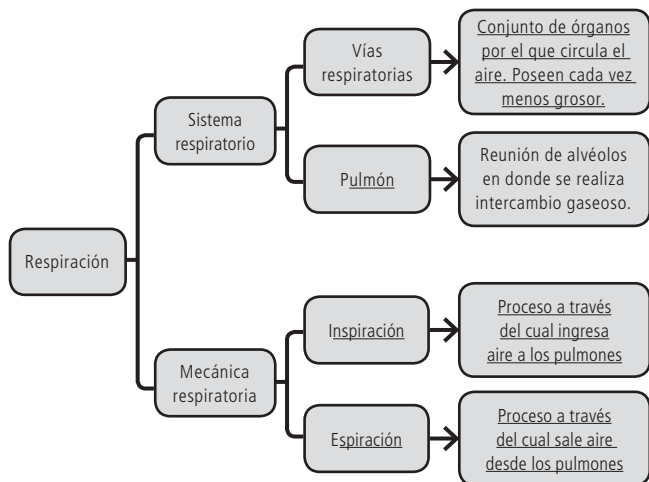 Respiración
Sistema
respiratorio
Vías
respiratorias
Conjunto de órganos
por el que circula el
aire. Poseen cada vez
menos grosor.
Pulmón
Reunión de alvéolos
en donde se realiza
intercambio gaseoso.
Mecánica
respiratoria
Inspiración
Proceso a través
del cual ingresa
aire a los pulmones
Espiración
Proceso a través
del cual sale aire
desde los pulmones